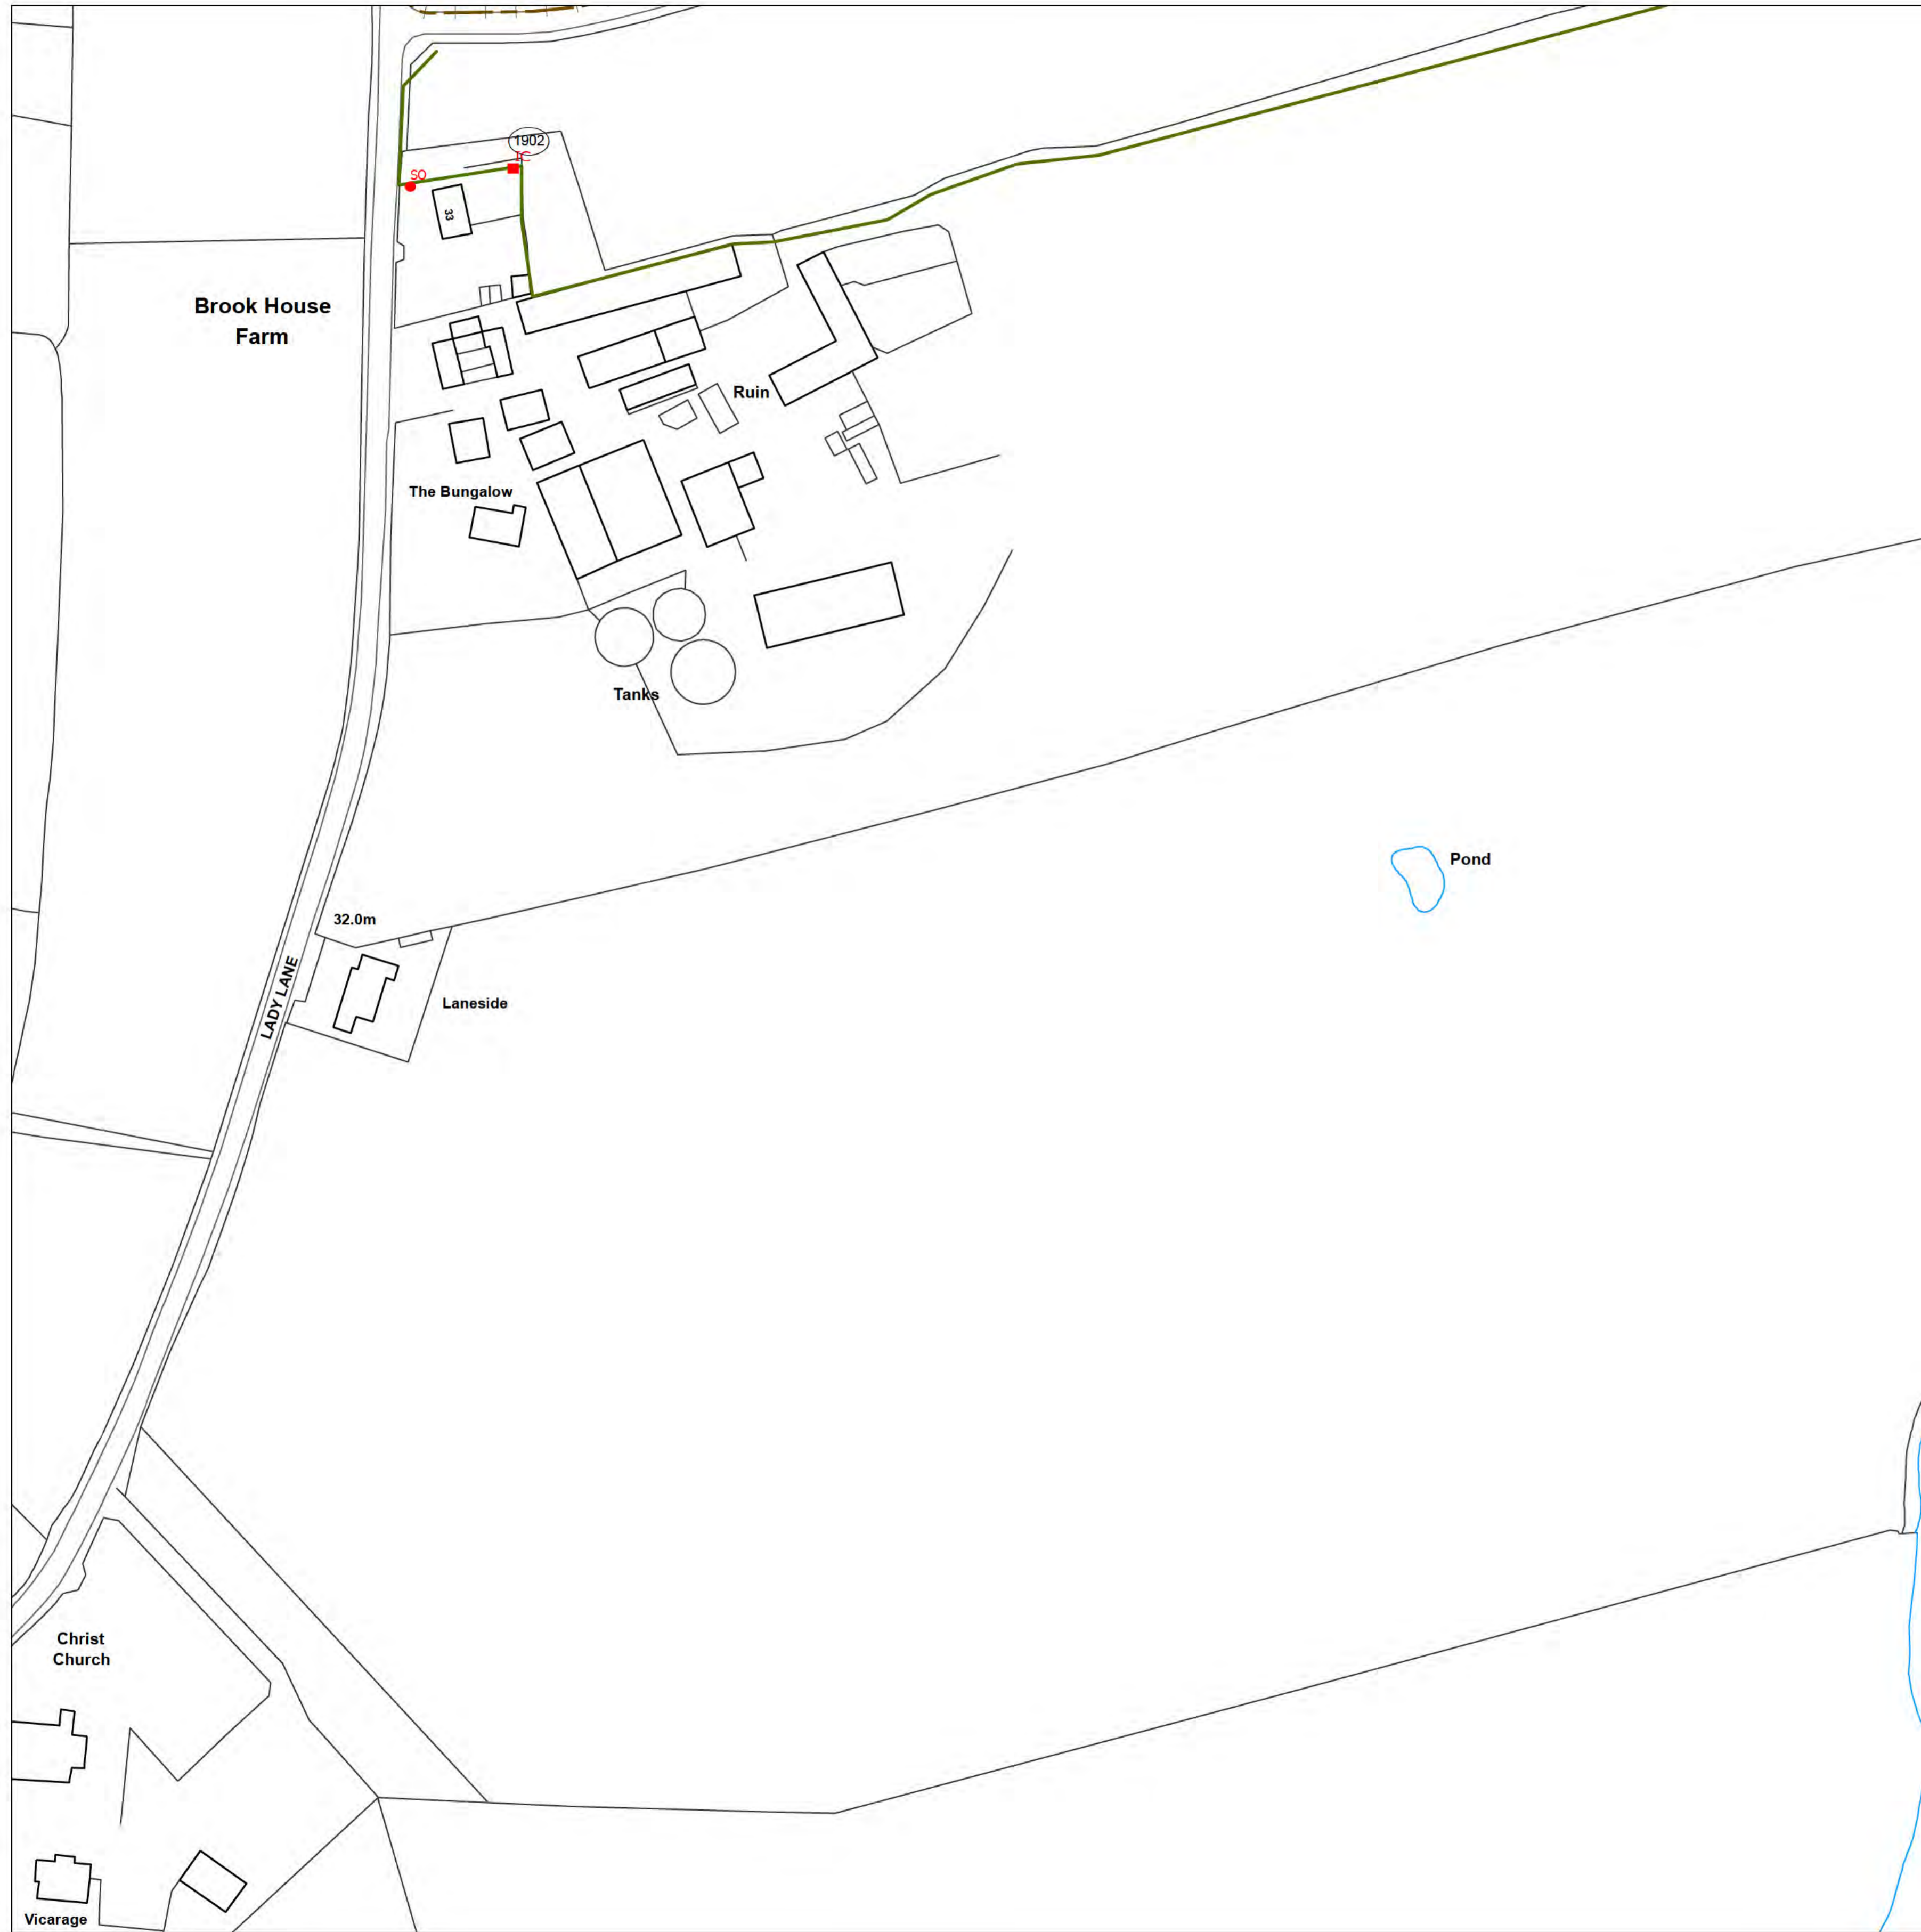 1902
IC
SO
33
Brook House
Farm
Ruin
The Bungalow
Tanks
Pond
32.0m
LADY LANE
Laneside
Christ
Church
Vicarage